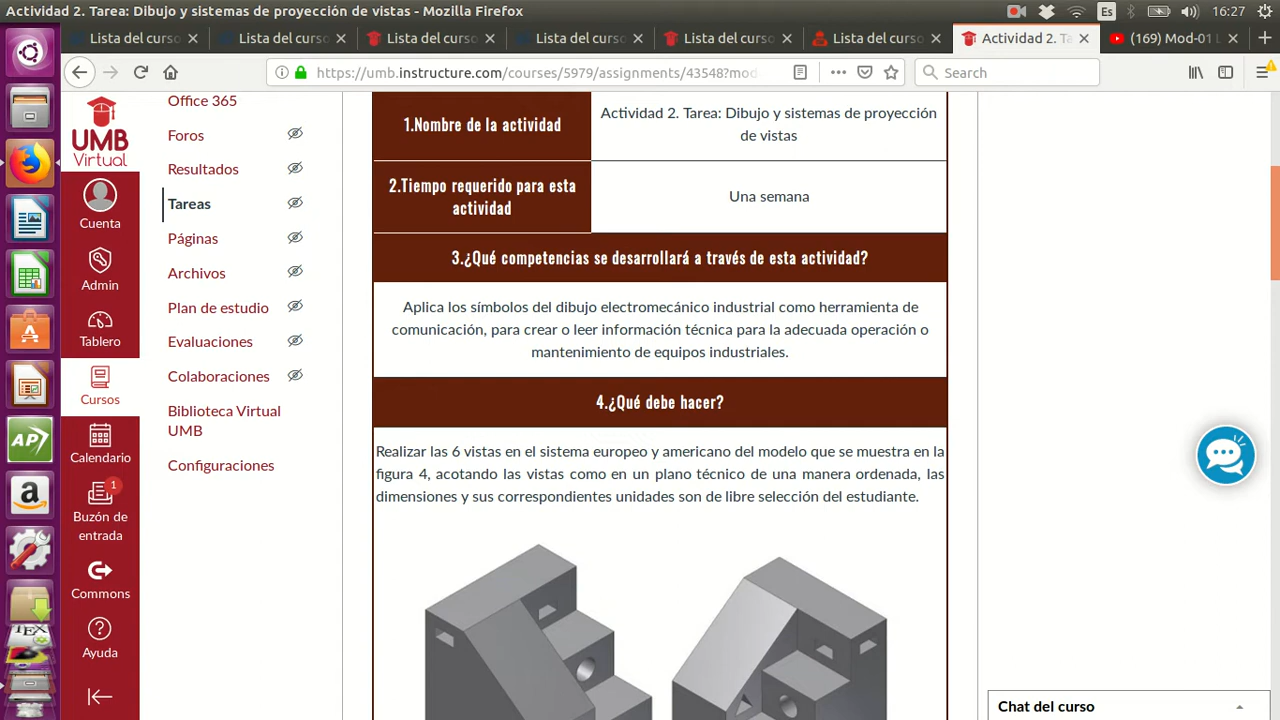 Actividad 2. Tarea: Dibujo y sistemas de proyección de vistas - Mozilla Firefox
Es
16:27
Lista del curso
Lista del curso
Lista del curso
Lista del curso
Lista del curso
Lista del curso
Actividad 2. Ta
(169) Mod-01 L
https://umb.instructure.com/courses/5979/assignments/43548?mod
Search
UMB
Virtual
Cuenta
Admin
Tablero
Cursos
Calendario
1
Buzón de
entrada
Commons
Ayuda
Office 365
Foros
Resultados
Tareas
Páginas
Archivos
Plan de estudio
Evaluaciones
Colaboraciones
Biblioteca Virtual
UMB
Configuraciones
1.Nombre de la actividad
Actividad 2. Tarea: Dibujo y sistemas de proyección
de vistas
2.Tiempo requerido para esta
actividad
Una semana
3.¿Qué competencias se desarrollará a través de esta actividad?
Aplica los símbolos del dibujo electromecánico industrial como herramienta de
comunicación, para crear o leer información técnica para la adecuada operación o
mantenimiento de equipos industriales.
4.¿Qué debe hacer?
Realizar las 6 vistas en el sistema europeo y americano del modelo que se muestra en la
figura 4, acotando las vistas como en un plano técnico de una manera ordenada, las
dimensiones y sus correspondientes unidades son de libre selección del estudiante.
Chat del curso